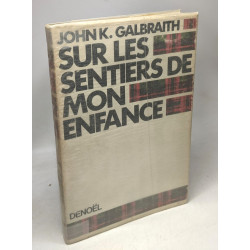 JOHN K. GALBRAITH
SUR LES
SENTIERS DE
MON
ENFANCE
DENOËL